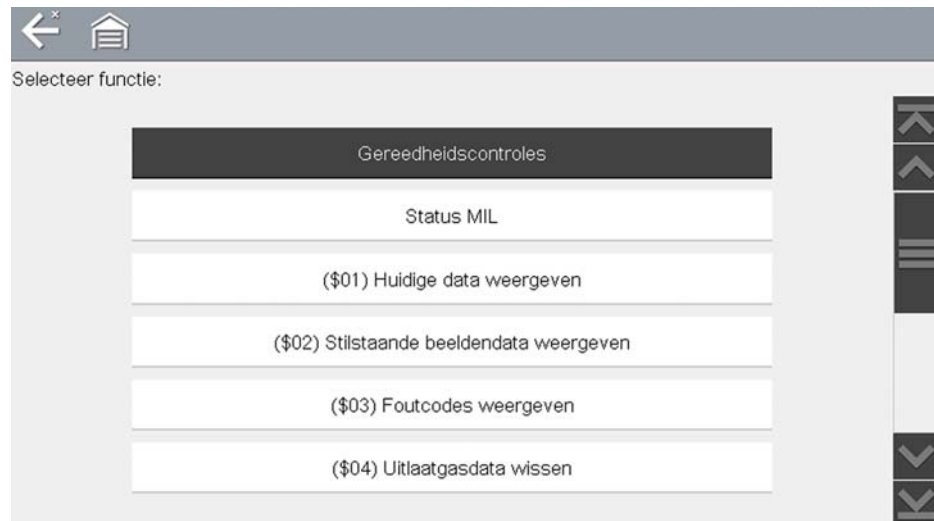 Selecteer functie:
Gereedheidscontroles
Status MIL
($01) Huidige data weergeven
($02) Stilstaande beeldendata weergeven
($03) Foutcodes weergeven
($04) Uitlaatgasdata wissen